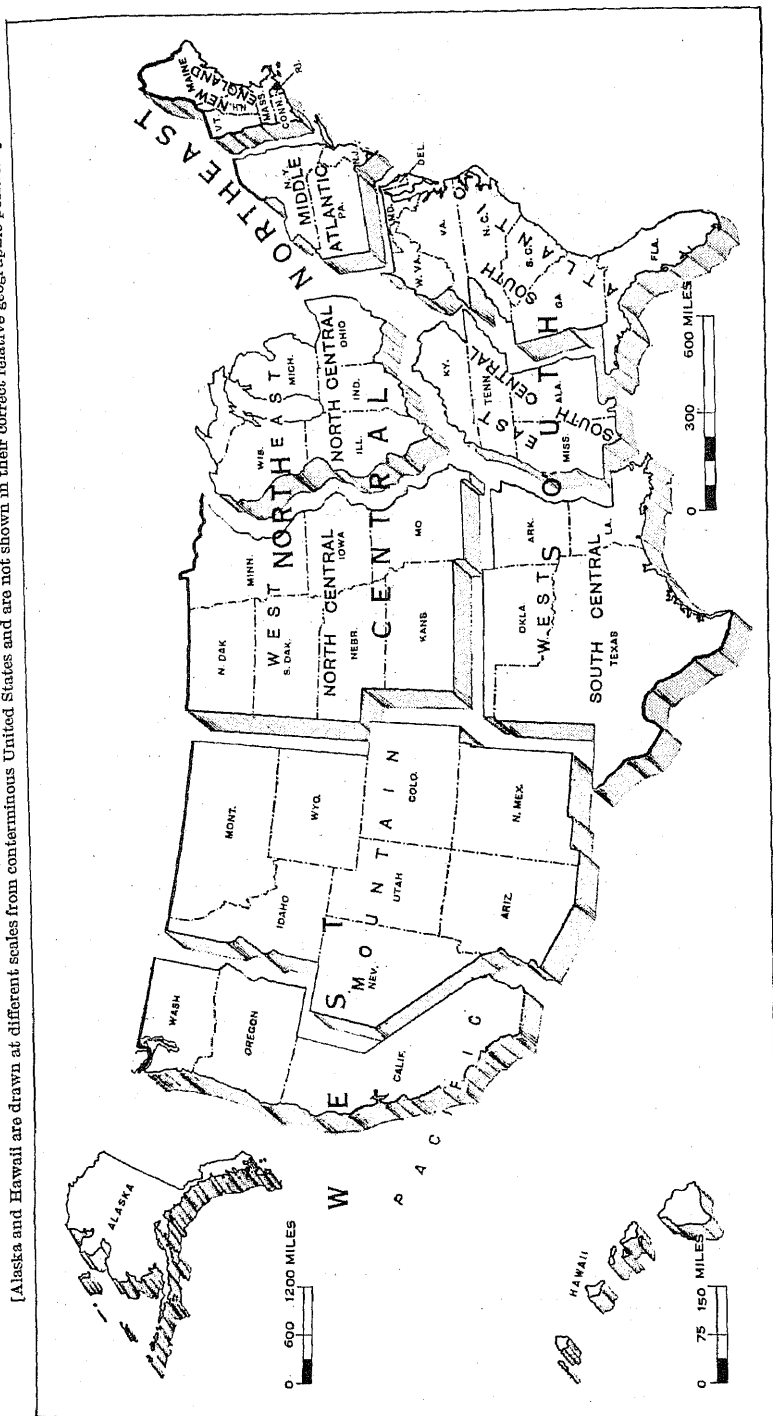 [Alaska and Hawaii are drawn at different scales from conterminous United States and are not shown in their correct relative geographic
ALASKA
0 600 1200 MILES
HAWAII
0 75 150 MILES
WEST
PACIFIC
WASH
OREGON
CALIF.
MOUNTAIN
MONT.
IDAHO
WYO.
NEV.
UTAH
COLO.
ARIZ
N. MEX.
NORTH CENTRAL
WEST
NORTH CENTRAL
N. DAK
MINN.
S. DAK.
NEBR.
IOWA
KANS
MO
EAST
NORTH CENTRAL
WIS.
MICH.
ILL.
IND.
OHIO
NORTHEAST
NEW
ENGLAND
MAINE
VT.
N.H.
MASS.
CONN.
R.I.
MIDDLE
ATLANTIC
N.Y.
PA.
N.J.
SOUTH
WEST
SOUTH CENTRAL
OKLA
ARK.
TEXAS
LA.
EAST
SOUTH CENTRAL
KY.
TENN.
MISS.
ALA.
SOUTH
ATLANTIC
DEL.
MD.
W. VA.
VA.
N.C.
S.C.
GA
FLA.
0 300 600 MILES